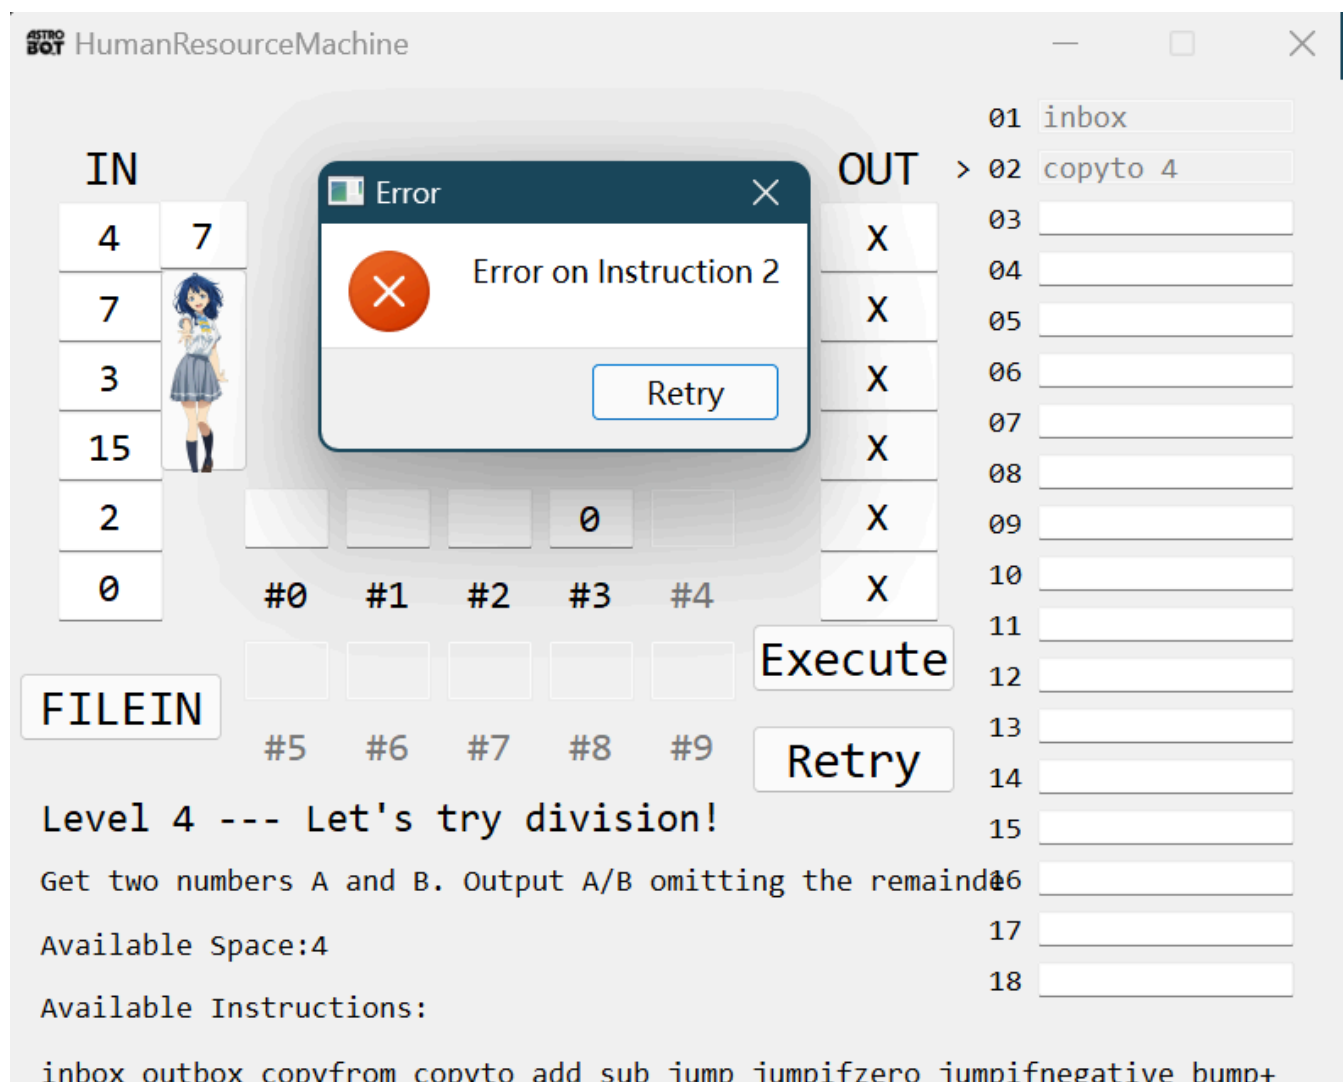 ASTRO BOT HumanResourceMachine
IN
OUT
4
7
3
15
2
0
7
Error
Error on Instruction 2
Retry
X
X
X
X
X
X
0
#0 #1 #2 #3 #4
#5 #6 #7 #8 #9
FILEIN
Execute
Retry
01 inbox
> 02 copyto 4
03
04
05
06
07
08
09
10
11
12
13
14
15
16
17
18
Level 4 --- Let's try division!
Get two numbers A and B. Output A/B omitting the remainde
Available Space:4
Available Instructions:
inbox outbox copyfrom copyto add sub jump jumpifzero jumpifnegative bump+